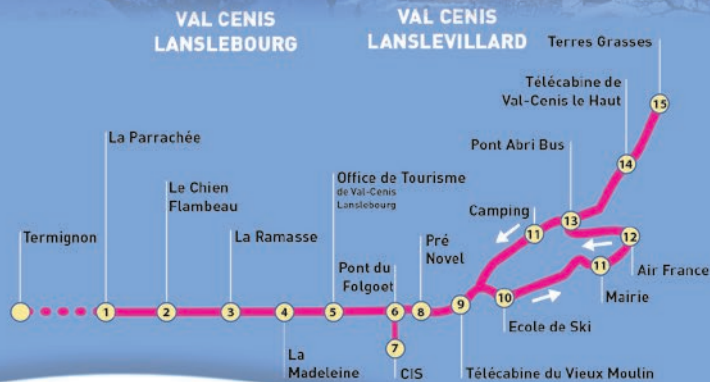 VAL CENIS
LANSLEBOURG
VAL CENIS
LANSLEVILLARD
Terres Grasses
Télécabine de
Val-Cenis le Haut
15
La Parrachée
Pont Abri Bus
14
Office de Tourisme
de Val-Cenis
Lanslebourg
Le Chien
Flambeau
Camping
13
Termignon
La Ramasse
Pré
Novel
11
12
Pont du
Folgoet
11
Air France
Mairie
1
2
3
4
5
6
8
9
10
7
Ecole de Ski
La
Madeleine
CIS
Télécabine du Vieux Moulin